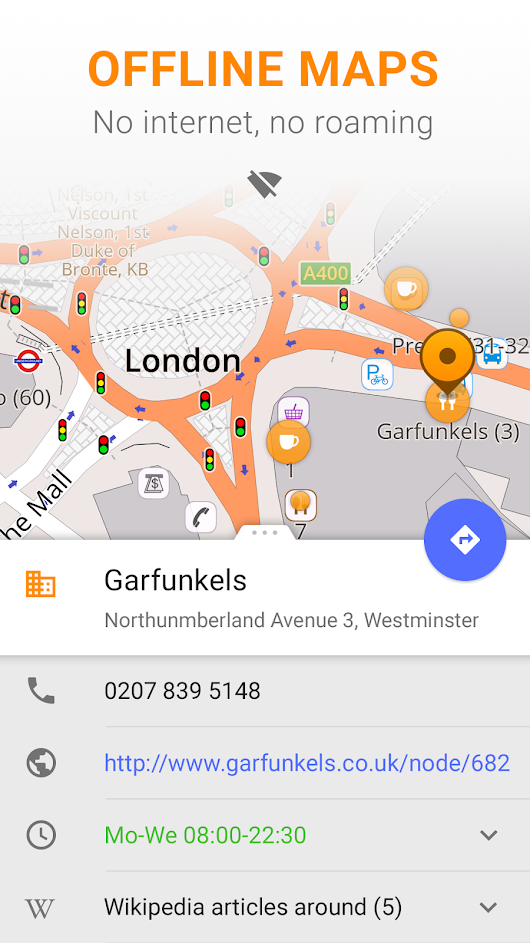 OFFLINE MAPS
No internet, no roaming
Nelson, 1st
Viscount
Nelson, 1st
Duke of
Bronte, KB
A400
31-32
London
(60)
Garfunkels (3)
1
The Mall
7
Garfunkels
Northunmberland Avenue 3, Westminster
0207 839 5148
http://www.garfunkels.co.uk/node/682
Mo-We 08:00-22:30
W
Wikipedia articles around (5)